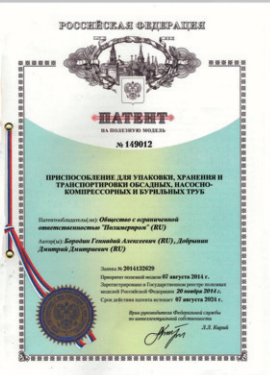 РОССИЙСКАЯ ФЕДЕРАЦИЯ
ПАТЕНТ
НА ПОЛЕЗНУЮ МОДЕЛЬ
№ 149012
ПРИСПОСОБЛЕНИЕ ДЛЯ УПАКОВКИ, ХРАНЕНИЯ И
ТРАНСПОРТИРОВКИ ОБСАДНЫХ, НАСОСНО-
КОМПРЕССОРНЫХ И БУРИЛЬНЫХ ТРУБ
Патентообладатель(ли): Общество с ограниченной
ответственностью (RU)
Автор(ы): Бородин Геннадий Алексеевич (RU), Добрынин
Дмитрий Дмитриевич (RU)
Заявка № 2014132620
Приоритет полезной модели 07 августа 2014 г.
Зарегистрировано в Государственном реестре полезных
моделей Российской Федерации 20 ноября 2014 г.
Срок действия патента истекает 07 августа 2024 г.
Врио руководителя Федеральной службы
по интеллектуальной собственности
Л.Л. Кирий